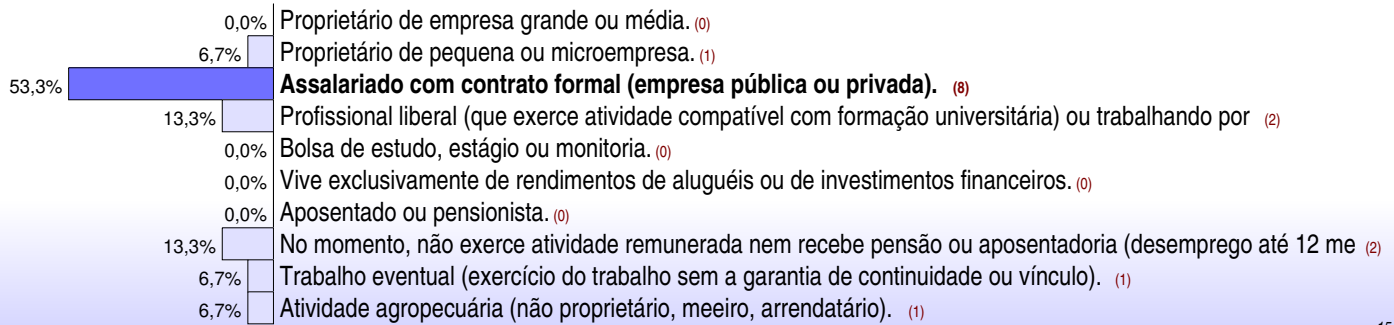 0,0% Proprietário de empresa grande ou média. (0)
6,7% Proprietário de pequena ou microempresa. (1)
53,3% Assalariado com contrato formal (empresa pública ou privada). (8)
13,3% Profissional liberal (que exerce atividade compatível com formação universitária) ou trabalhando por (2)
0,0% Bolsa de estudo, estágio ou monitoria. (0)
0,0% Vive exclusivamente de rendimentos de aluguéis ou de investimentos financeiros. (0)
0,0% Aposentado ou pensionista. (0)
13,3% No momento, não exerce atividade remunerada nem recebe pensão ou aposentadoria (desemprego até 12 me (2)
6,7% Trabalho eventual (exercício do trabalho sem a garantia de continuidade ou vínculo). (1)
6,7% Atividade agropecuária (não proprietário, meeiro, arrendatário). (1)